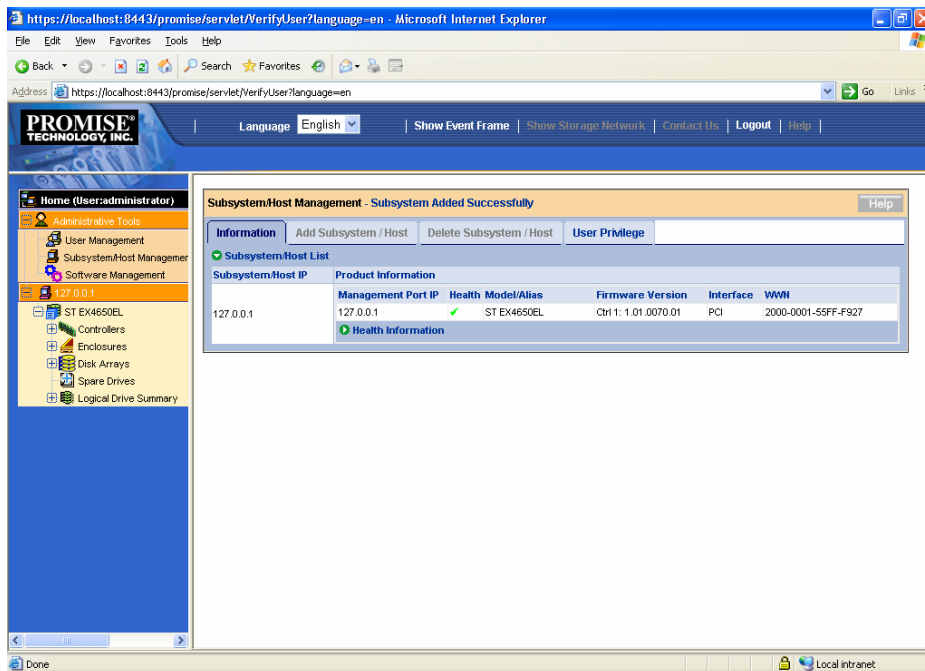 https://localhost:8443/promise/servlet/VerifyUser?language=en - Microsoft Internet Explorer
File Edit View Favorites Tools Help
Back Search Favorites
Address https://localhost:8443/promise/servlet/VerifyUser?language=en Go Links
PROMISE®
TECHNOLOGY, INC.
Language English | Show Event Frame | Show Storage Network | Contact Us | Logout | Help |
Home (User:administrator)
Administrative Tools
User Management
Subsystem/Host Managemer
Software Management
127.0.0.1
ST EX4650EL
Controllers
Enclosures
Disk Arrays
Spare Drives
Logical Drive Summary
Subsystem/Host Management - Subsystem Added Successfully Help
Information Add Subsystem / Host Delete Subsystem / Host User Privilege
Subsystem/Host List
Subsystem/Host IP Product Information
Management Port IP Health Model/Alias Firmware Version Interface WWN
127.0.0.1 127.0.0.1 ST EX4650EL Ctrl 1: 1.01.0070.01 PCI 2000-0001-55FF-F927
Health Information
Done Local intranet